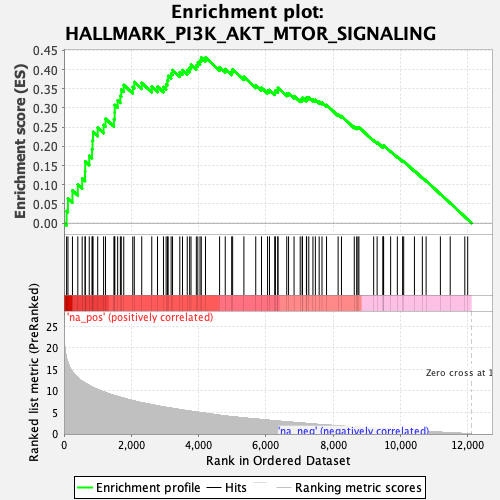 Enrichment plot:
HALLMARK_PI3K_AKT_MTOR_SIGNALING
Enrichment score (ES)
0.45
0.40
0.35
0.30
0.25
0.20
0.15
0.10
0.05
0.00
'na_pos' (positively correlated)
Ranked list metric (PreRanked)
25
20
15
10
5
0
Zero cross at 1
'na_neg' (negatively correlated)
0
2,000
4,000
6,000
8,000
10,000
12,000
Rank in Ordered Dataset
Enrichment profile
Hits
Ranking metric scores